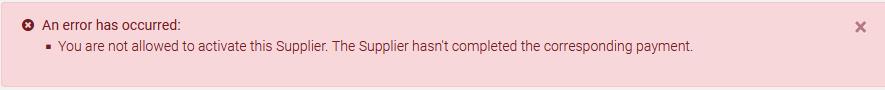 An error has occurred:
You are not allowed to activate this Supplier. The Supplier hasn't completed the corresponding payment.